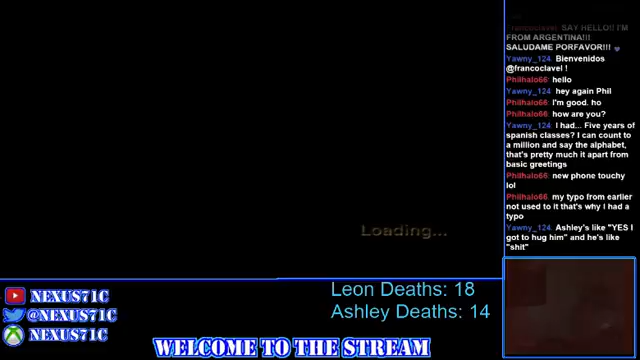 Francoclavel: SAY HELLO!! I'M
FROM ARGENTINA!!!
SALUDAME PORFAVOR!!!
Yawny_124: Bienvenidos
@francoclavel !
Philhalo66: hello
Yawny_124: hey again Phil
Philhalo66: I'm good. ho
Philhalo66: how are you?
Yawny_124: I had... Five years of
spanish classes? I can count to
a million and say the alphabet,
that's pretty much it apart from
basic greetings
Philhalo66: new phone touchy
lol
Philhalo66: my typo from earlier
not used to it that's why I had a
typo
Yawny_124: Ashley's like "YES I
got to hug him" and he's like
"shit"
Loading...
Leon Deaths: 18
Ashley Deaths: 14
NEXUS71C
@NEXUS71C
NEXUS71C
WELCOME TO THE STREAM